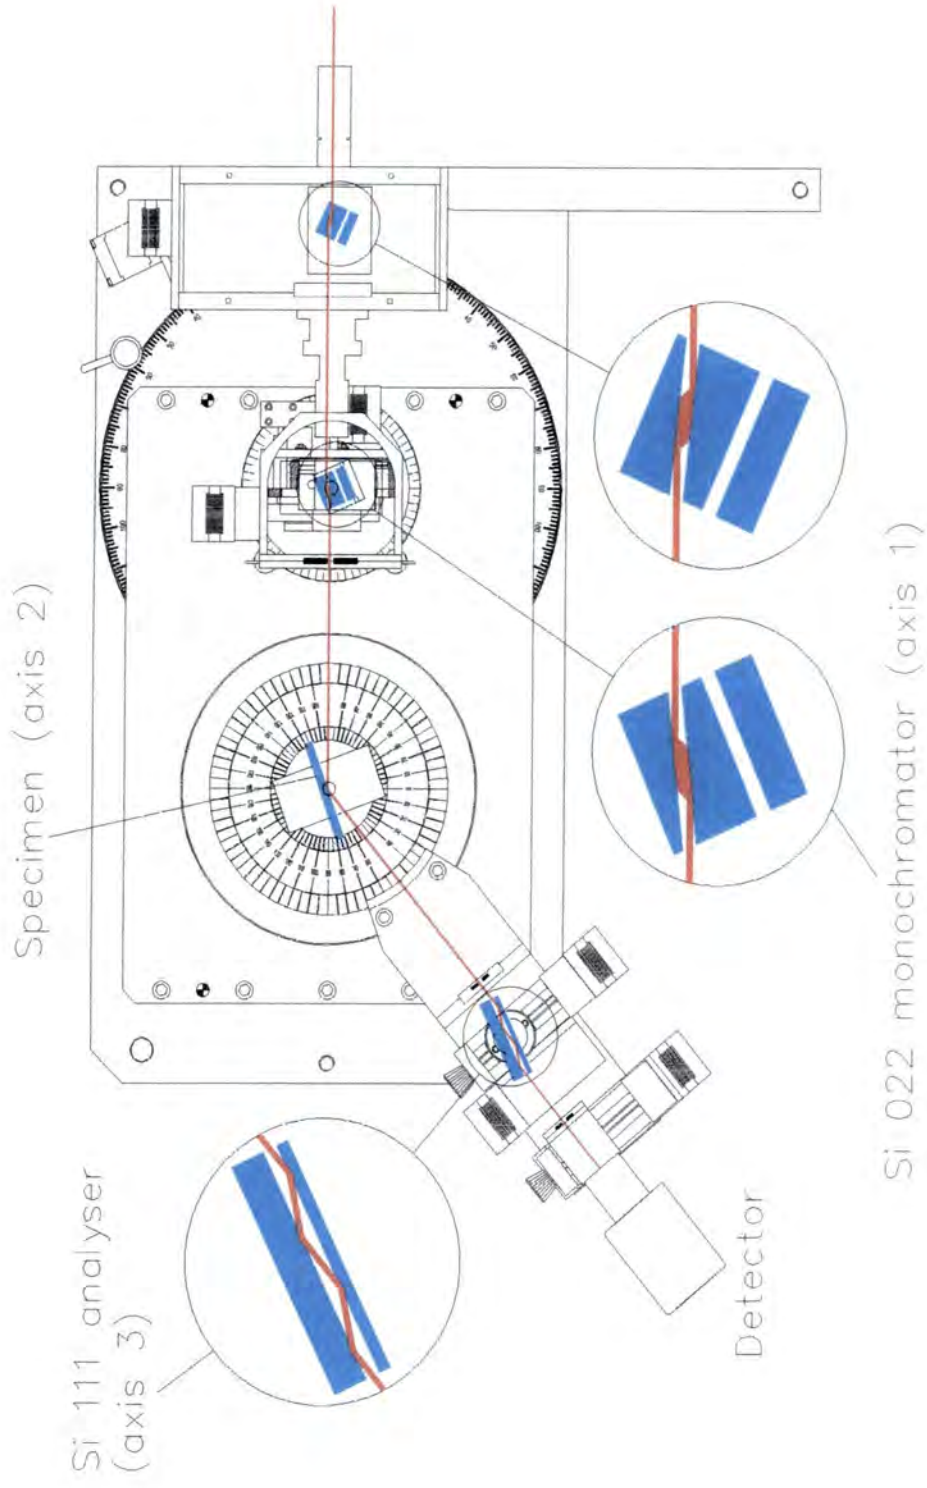 Specimen (axis 2)
Si 111 analyser
(axis 3)
Detector
Si 022 monochromator (axis 1)